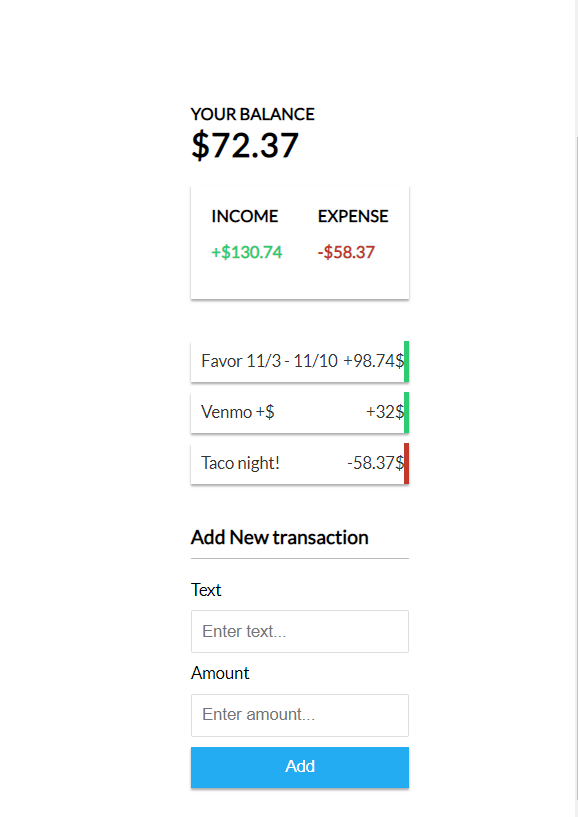 YOUR BALANCE
$72.37
INCOME EXPENSE
+$130.74 -$58.37
Favor 11/3 - 11/10 +98.74$
Venmo +$ +32$
Taco night! -58.37$
Add New transaction
Text
Enter text...
Amount
Enter amount...
Add